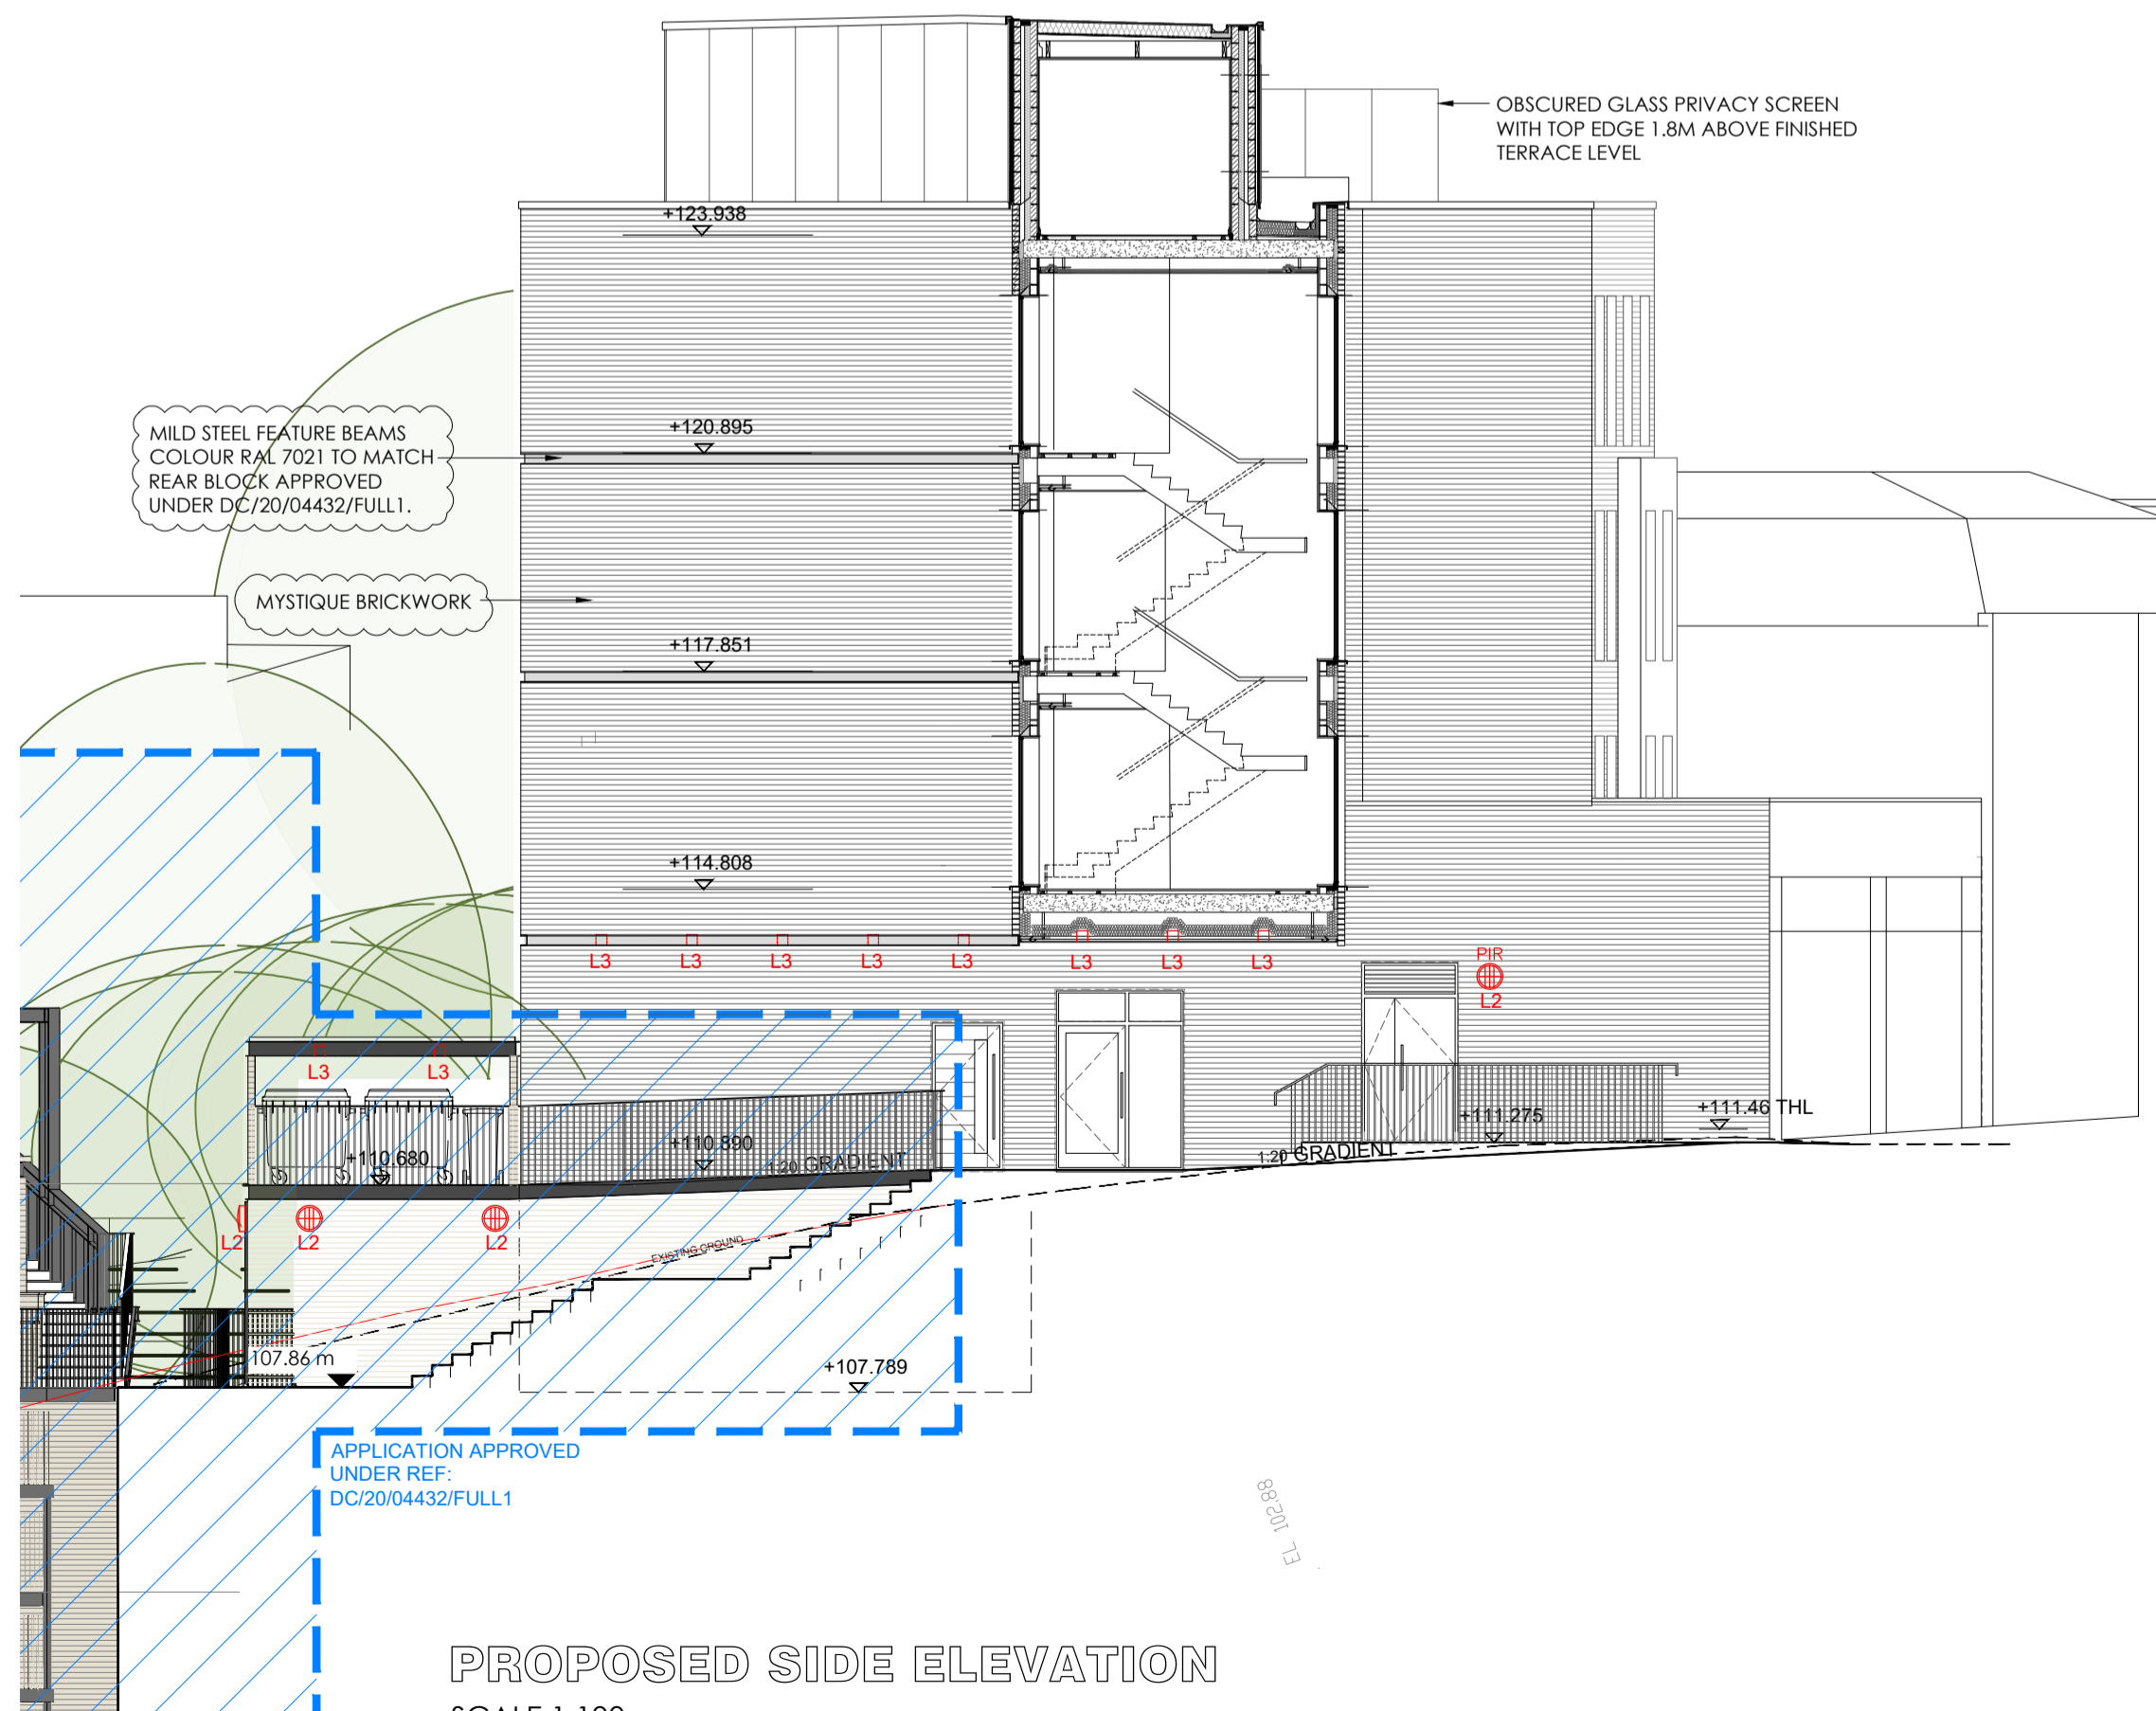 OBSCURED GLASS PRIVACY SCREEN
WITH TOP EDGE 1.8M ABOVE FINISHED
TERRACE LEVEL
+123.938
MILD STEEL FEATURE BEAMS
COLOUR RAL 7021 TO MATCH
REAR BLOCK APPROVED
UNDER DC/20/04432/FULL1.
+120.895
MYSTIQUE BRICKWORK
+117.851
+114.808
L3
L3
L3
L3
L3
L3
L3
L3
PIR
L2
L3
L3
+110.680
+110.890
1:20 GRADIENT
1:20 GRADIENT
+111.275
+111.46 THL
L2
L2
L2
EXISTING GROUND
107.86 m
+107.789
APPLICATION APPROVED
UNDER REF:
DC/20/04432/FULL1
EL 102.88
PROPOSED SIDE ELEVATION